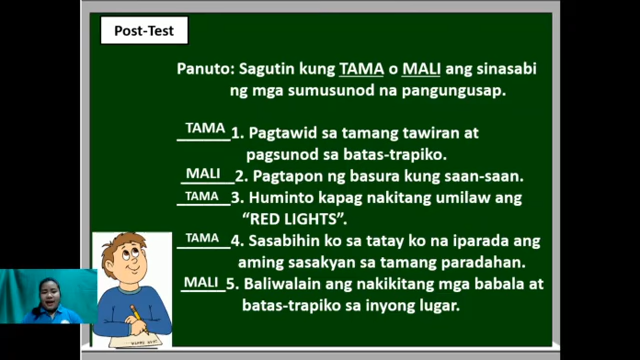 Post-Test
Panuto: Sagutin kung TAMA o MALI ang sinasabi
ng mga sumusunod na pangungusap.
TAMA 1. Pagtawid sa tamang tawiran at
pagsunod sa batas-trapiko.
MALI 2. Pagtapon ng basura kung saan-saan.
TAMA 3. Huminto kapag nakitang umilaw ang
“RED LIGHTS”.
TAMA 4. Sasabihin ko sa tatay ko na iparada ang
aming sasakyan sa tamang paradahan.
MALI 5. Baliwalain ang nakikitang mga babala at
batas-trapiko sa inyong lugar.